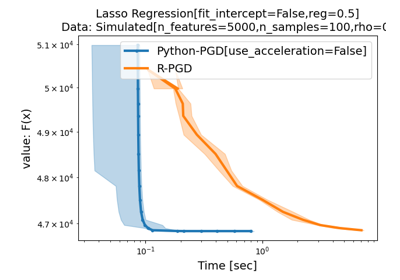 Lasso Regression[fit_intercept=False,reg=0.5]
Data: Simulated[n_features=5000,n_samples=100,rho=0
Python-PGD[use_acceleration=False]
R-PGD
value: F(x)
5.1 × 10⁴
5 × 10⁴
4.9 × 10⁴
4.8 × 10⁴
4.7 × 10⁴
10⁻¹
10⁰
Time [sec]